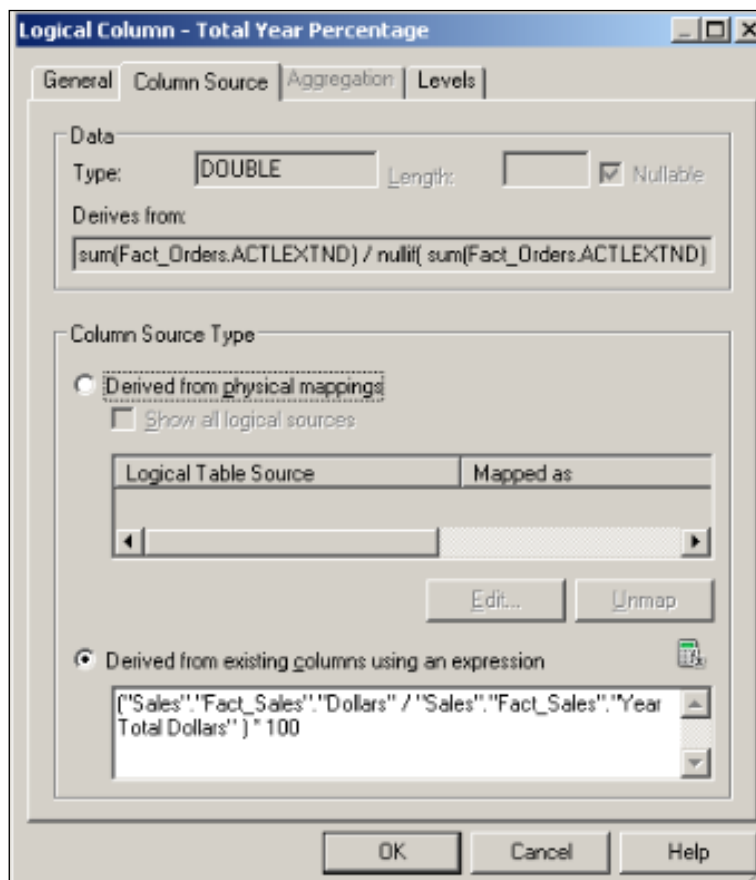 Logical Column - Total Year Percentage
General Column Source Aggregation Levels
Data
Type: DOUBLE Length: Nullable
Derives from:
sum(Fact_Orders.ACTLEXTND) / nullif( sum(Fact_Orders.ACTLEXTND)
Column Source Type
Derived from physical mappings
Show all logical sources
Logical Table Source Mapped as
Edit... Unmap
Derived from existing columns using an expression
("Sales"."Fact_Sales"."Dollars" / "Sales"."Fact_Sales"."Year
Total Dollars" ) * 100
OK Cancel Help